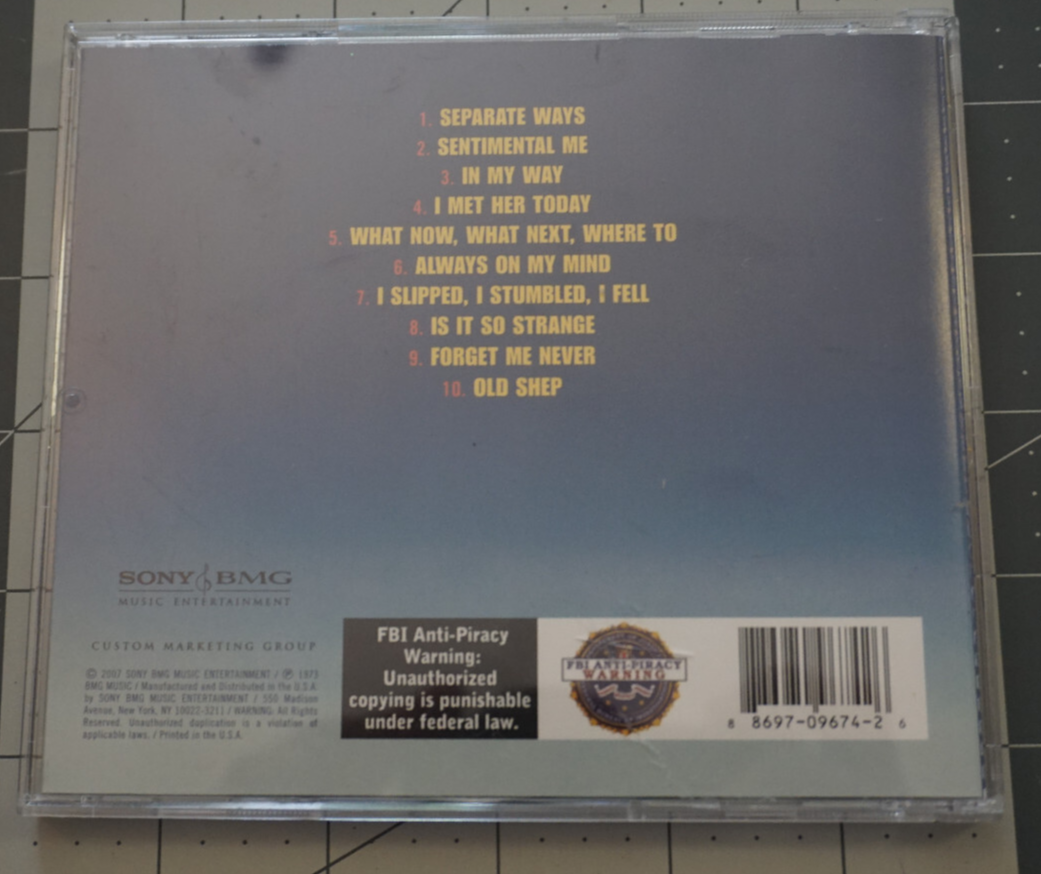 1. SEPARATE WAYS
2. SENTIMENTAL ME
3. IN MY WAY
4. I MET HER TODAY
5. WHAT NOW, WHAT NEXT, WHERE TO
6. ALWAYS ON MY MIND
7. I SLIPPED, I STUMBLED, I FELL
8. IS IT SO STRANGE
9. FORGET ME NEVER
10. OLD SHEP
SONY BMG
MUSIC ENTERTAINMENT
CUSTOM MARKETING GROUP
© 2007 SONY BMG MUSIC ENTERTAINMENT / ℗ 1973
BMG MUSIC / Manufactured and Distributed in the U.S.A.
by SONY BMG MUSIC ENTERTAINMENT / 550 Madison
Avenue, New York, NY 10022-3211 / WARNING: All Rights
Reserved. Unauthorized duplication is a violation of
applicable laws. / Printed in the U.S.A.
FBI Anti-Piracy
Warning:
Unauthorized
copying is punishable
under federal law.
FBI ANTI-PIRACY
WARNING
8 8697-09674-2 6